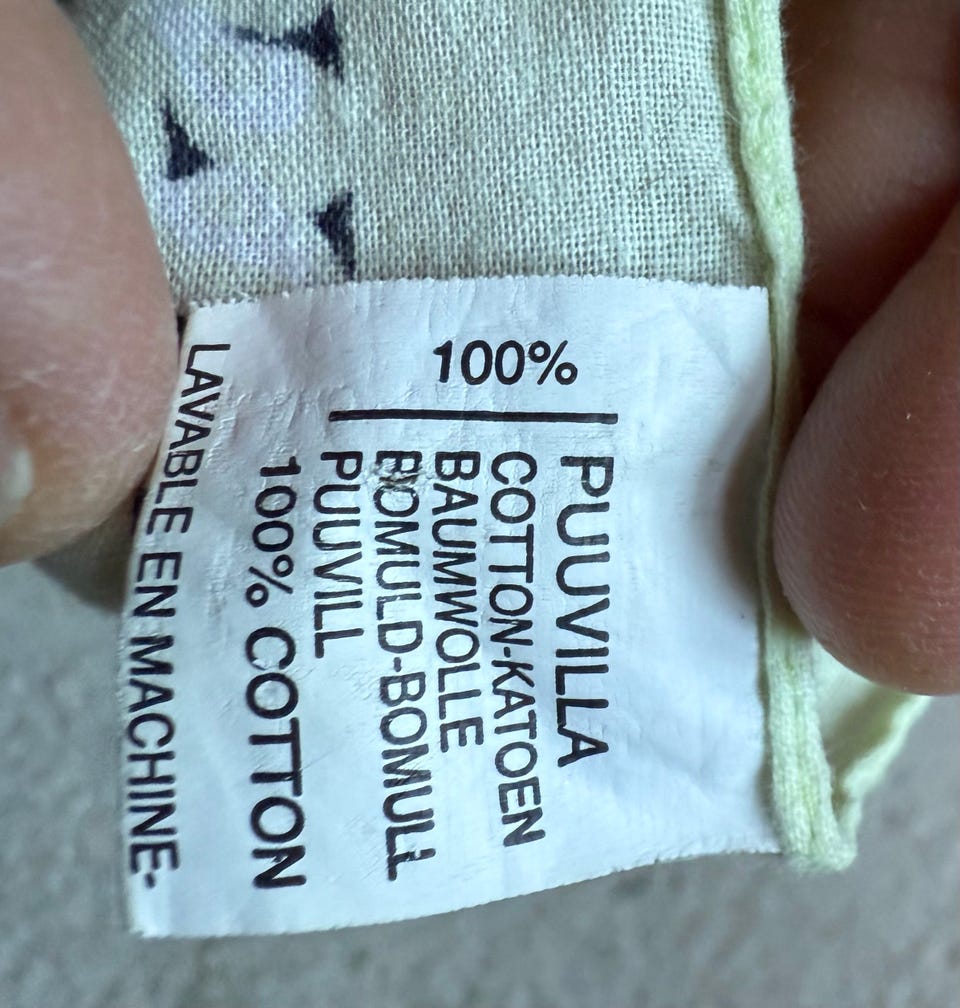 100%
PUUVILLA
COTTON-KATOEN
BAUMWOLLE
BOMULD-BOMULL
PUUVILL
100% COTTON
LAVABLE EN MACHINE-